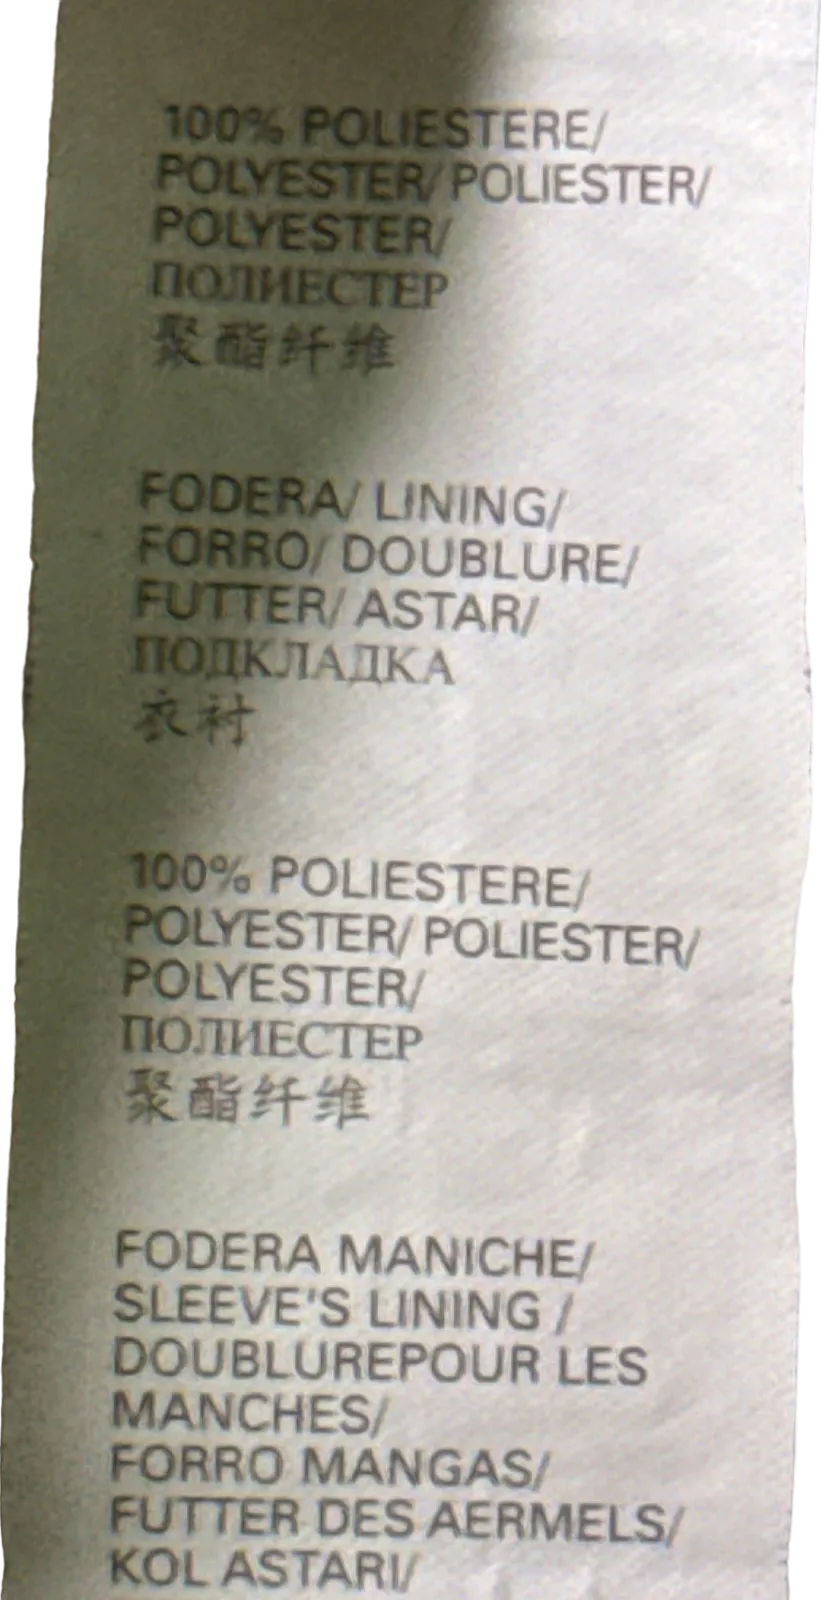 100% POLIESTERE/
POLYESTER/ POLIESTER/
POLYESTER/
ПОЛИЕСТЕР
聚酯纤维
FODERA/ LINING/
FORRO/ DOUBLURE/
FUTTER/ ASTAR/
ПОДКЛАДКА
衣衬
100% POLIESTERE/
POLYESTER/ POLIESTER/
POLYESTER/
ПОЛИЕСТЕР
聚酯纤维
FODERA MANICHE/
SLEEVE'S LINING /
DOUBLUREPOUR LES
MANCHES/
FORRO MANGAS/
FUTTER DES AERMELS/
KOL ASTARI/